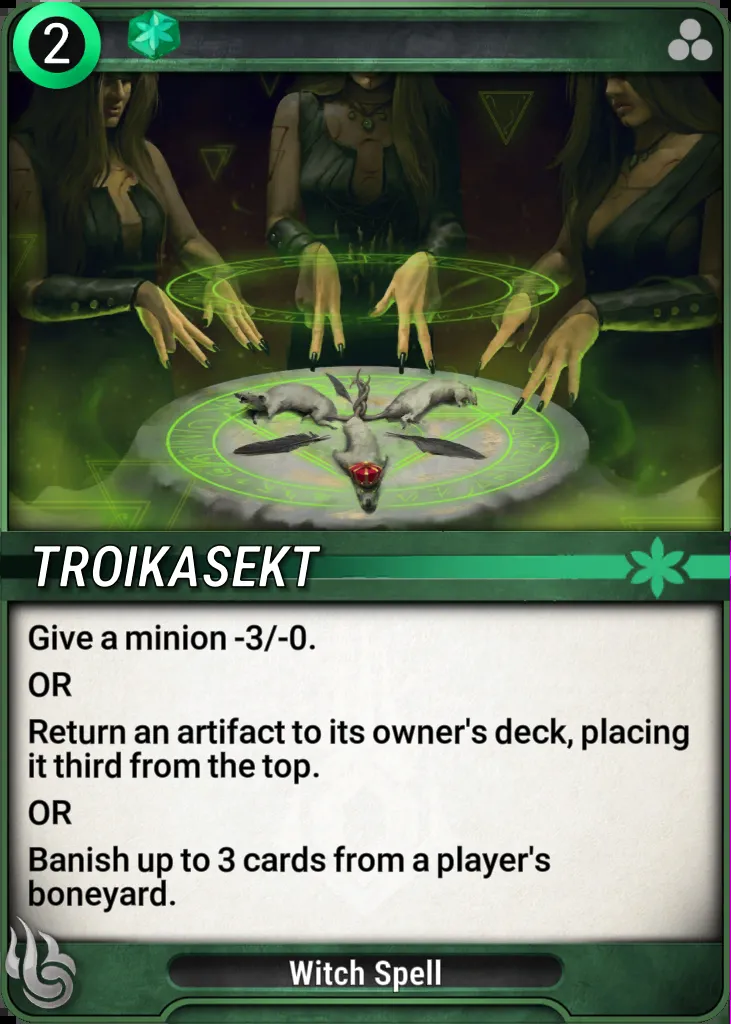 2
TROIKASEKT
Give a minion -3/-0.
OR
Return an artifact to its owner's deck, placing
it third from the top.
OR
Banish up to 3 cards from a player's
boneyard.
Witch Spell